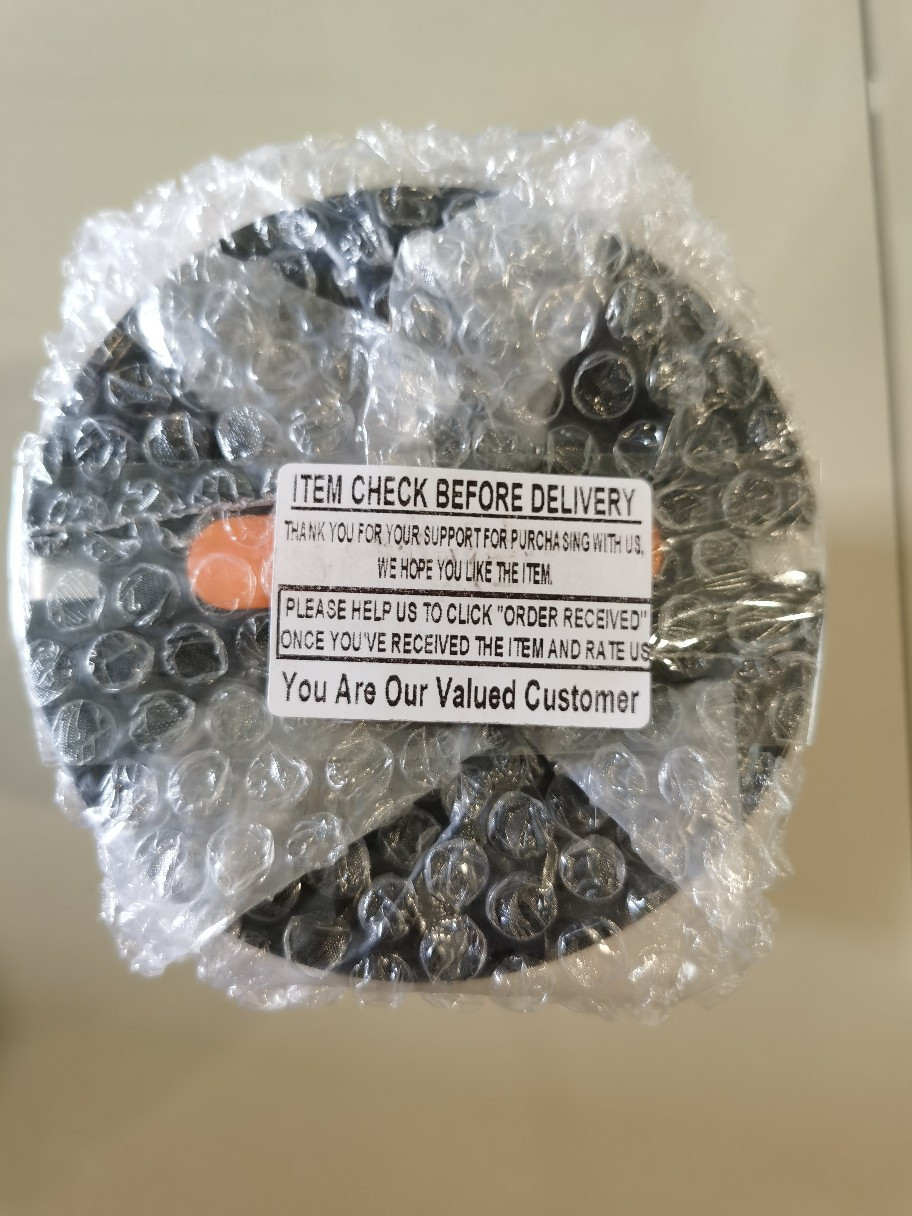 ITEM CHECK BEFORE DELIVERY
THANK YOU FOR YOUR SUPPORT FOR PURCHASING WITH US,
WE HOPE YOU LIKE THE ITEM.
PLEASE HELP US TO CLICK "ORDER RECEIVED"
ONCE YOU'VE RECEIVED THE ITEM AND RATE US
You Are Our Valued Customer